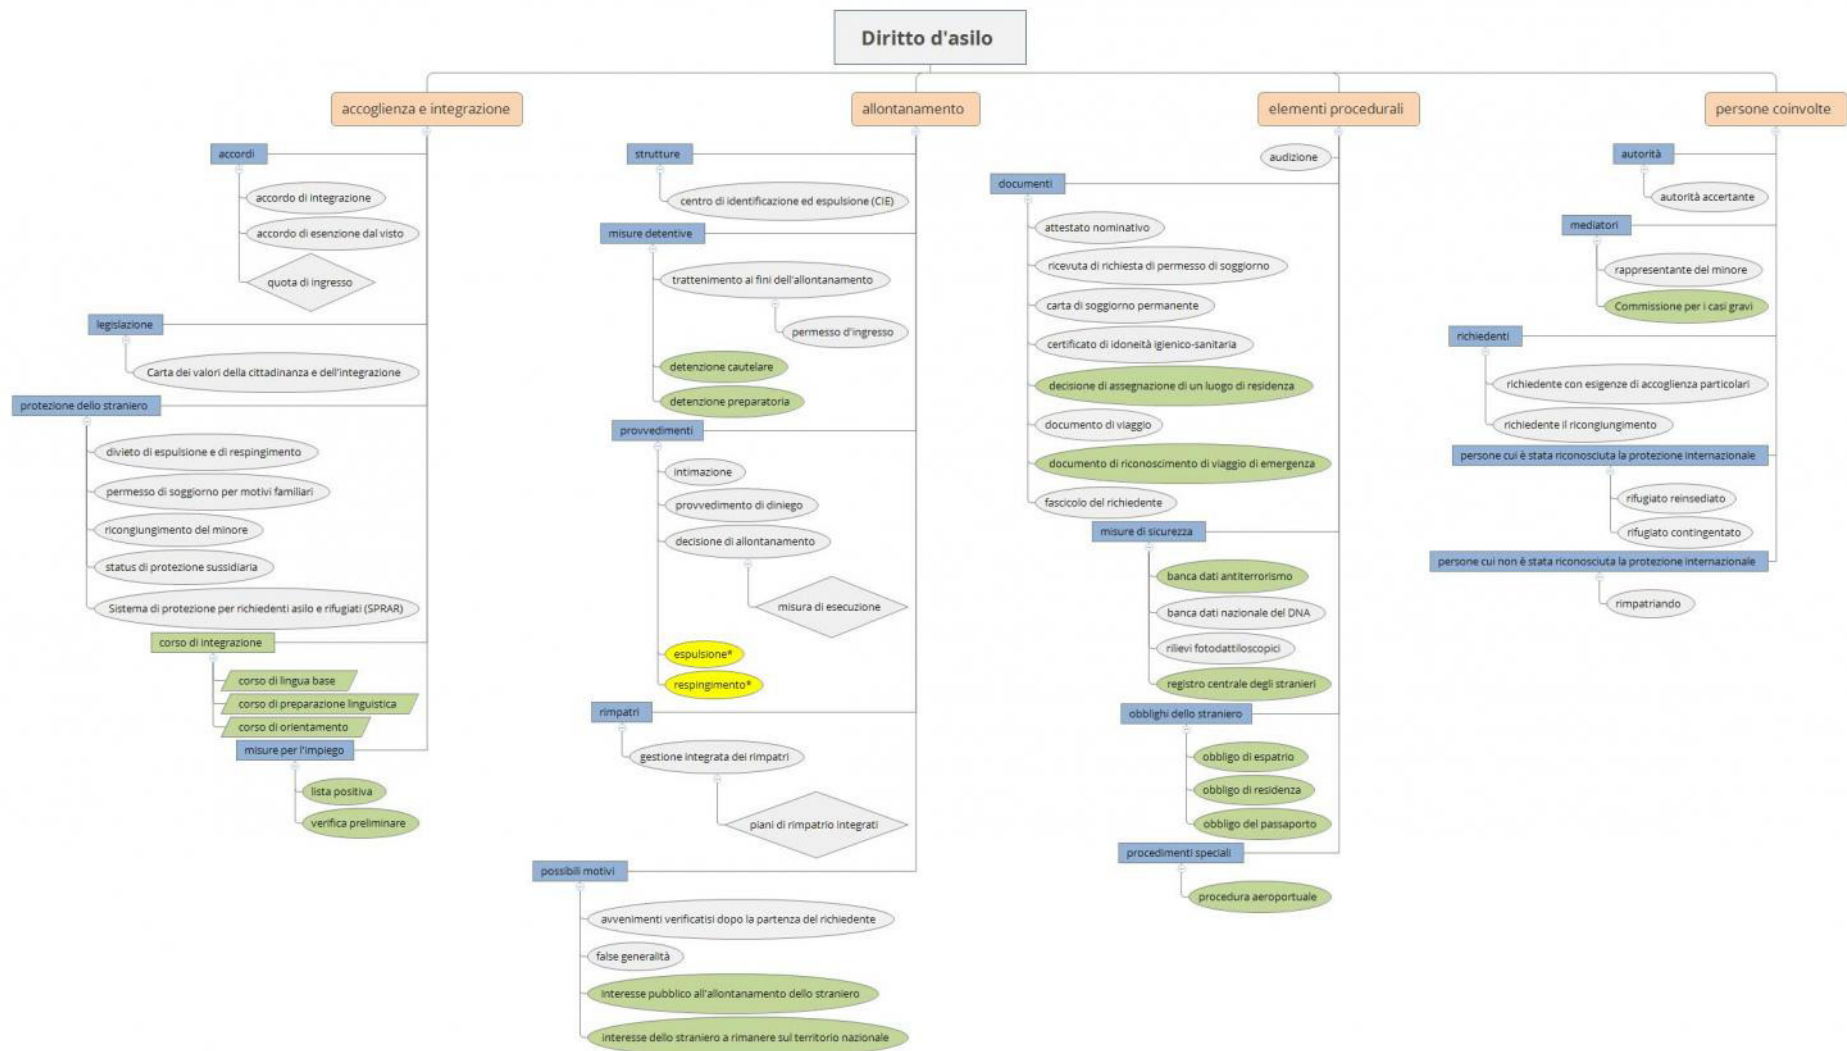 Diritto d'asilo
accoglienza e integrazione
accordi
accordo di integrazione
accordo di esenzione dal visto
quota di ingresso
legislazione
Carta dei valori della cittadinanza e dell'integrazione
protezione dello straniero
divieto di espulsione e di respingimento
permesso di soggiorno per motivi familiari
ricongiungimento del minore
status di protezione sussidiaria
Sistema di protezione per richiedenti asilo e rifugiati (SPRAR)
corso di integrazione
corso di lingua base
corso di preparazione linguistica
corso di orientamento
misure per l'impiego
lista positiva
verifica preliminare
allontanamento
strutture
centro di identificazione ed espulsione (CIE)
misure detentive
trattenimento ai fini dell'allontanamento
permesso d'ingresso
detenzione cautelare
detenzione preparatoria
provvedimenti
intimazione
provvedimento di diniego
decisione di allontanamento
misura di esecuzione
espulsione*
respingimento*
rimpatri
gestione integrata dei rimpatri
piani di rimpatrio integrati
possibili motivi
avvenimenti verificatisi dopo la partenza del richiedente
false generalità
interesse pubblico all'allontanamento dello straniero
interesse dello straniero a rimanere sul territorio nazionale
elementi procedurali
audizione
documenti
attestato nominativo
ricevuta di richiesta di permesso di soggiorno
carta di soggiorno permanente
certificato di idoneità igienico-sanitaria
decisione di assegnazione di un luogo di residenza
documento di viaggio
documento di riconoscimento di viaggio di emergenza
fascicolo del richiedente
misure di sicurezza
banca dati antiterrorismo
banca dati nazionale del DNA
rilievi fotodattiloscopici
registro centrale degli stranieri
obblighi dello straniero
obbligo di espatrio
obbligo di residenza
obbligo del passaporto
procedimenti speciali
procedura aeroportuale
persone coinvolte
autorità
autorità accertante
mediatori
rappresentante del minore
Commissione per i casi gravi
richiedenti
richiedente con esigenze di accoglienza particolari
richiedente il ricongiungimento
persone cui è stata riconosciuta la protezione internazionale
rifugiato reinsediato
rifugiato contingentato
persone cui non è stata riconosciuta la protezione internazionale
rimpatriando